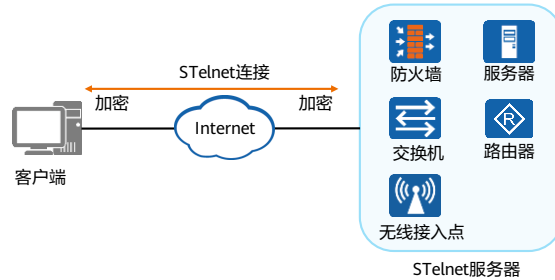 STelnet连接
加密
加密
Internet
客户端
防火墙
服务器
交换机
R
路由器
无线接入点
STelnet服务器